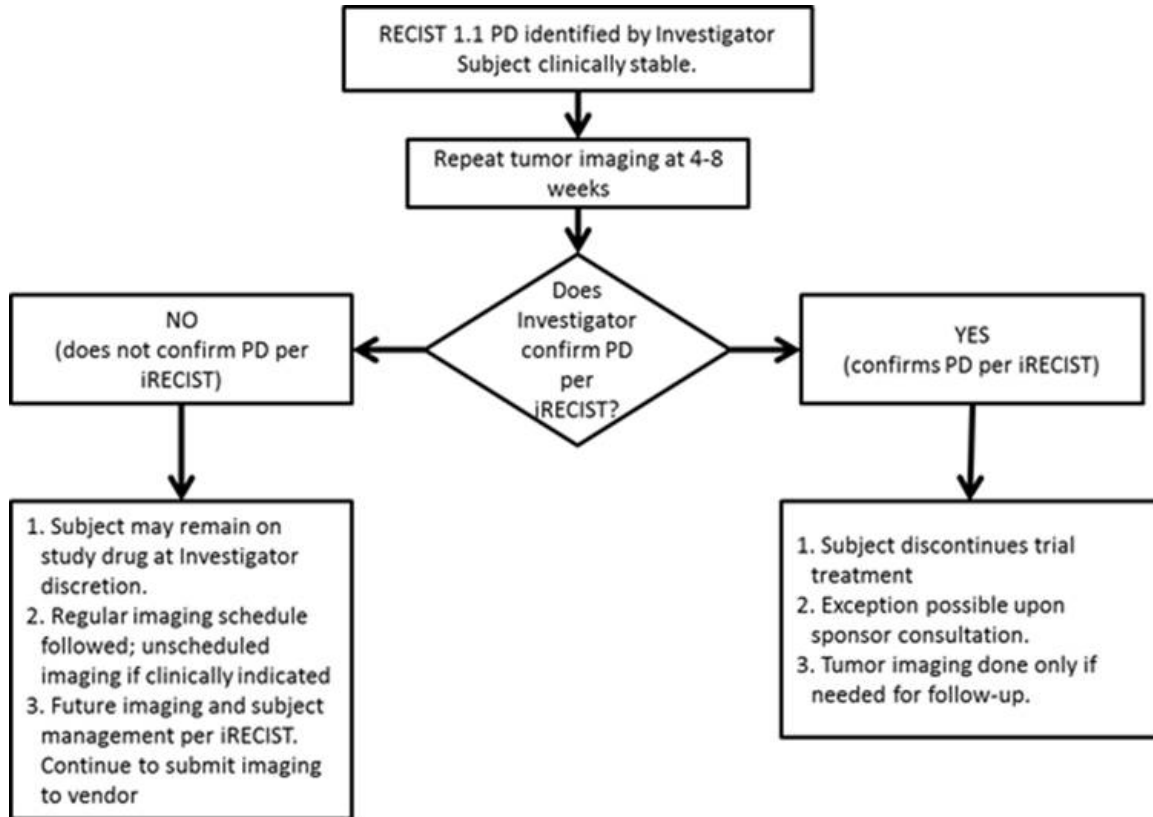 RECIST 1.1 PD identified by Investigator
Subject clinically stable.
Repeat tumor imaging at 4-8
weeks
Does
Investigator
confirm PD
per
iRECIST?
NO
(does not confirm PD per
iRECIST)
YES
(confirms PD per iRECIST)
1. Subject may remain on
study drug at Investigator
discretion.
2. Regular imaging schedule
followed; unscheduled
imaging if clinically indicated
3. Future imaging and subject
management per iRECIST.
Continue to submit imaging
to vendor
1. Subject discontinues trial
treatment
2. Exception possible upon
sponsor consultation.
3. Tumor imaging done only if
needed for follow-up.